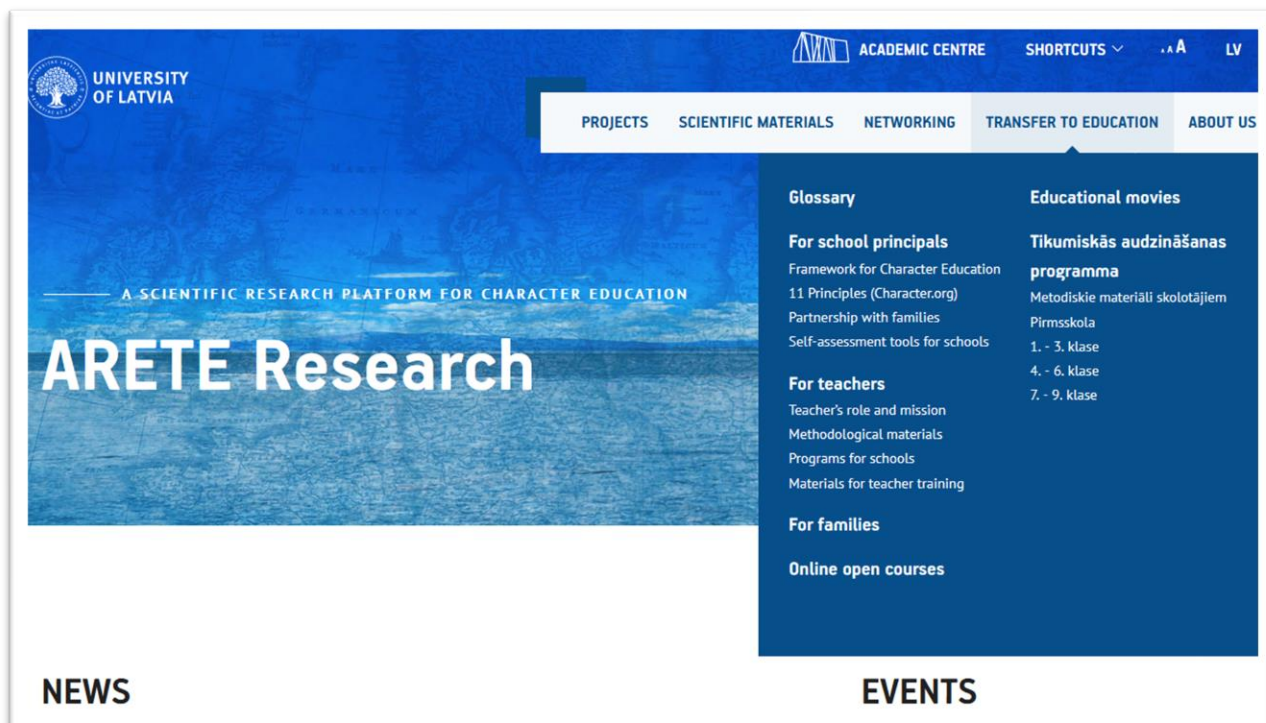 UNIVERSITY
OF LATVIA
ACADEMIC CENTRE
SHORTCUTS
A A A
LV
PROJECTS
SCIENTIFIC MATERIALS
NETWORKING
TRANSFER TO EDUCATION
ABOUT US
A SCIENTIFIC RESEARCH PLATFORM FOR CHARACTER EDUCATION
ARETE Research
Glossary
For school principals
Framework for Character Education
11 Principles (Character.org)
Partnership with families
Self-assessment tools for schools
For teachers
Teacher's role and mission
Methodological materials
Programs for schools
Materials for teacher training
For families
Online open courses
Educational movies
Tikumiskās audzināšanas
programma
Metodiskie materiāli skolotājiem
Pirmsskola
1. - 3. klase
4. - 6. klase
7. - 9. klase
NEWS
EVENTS